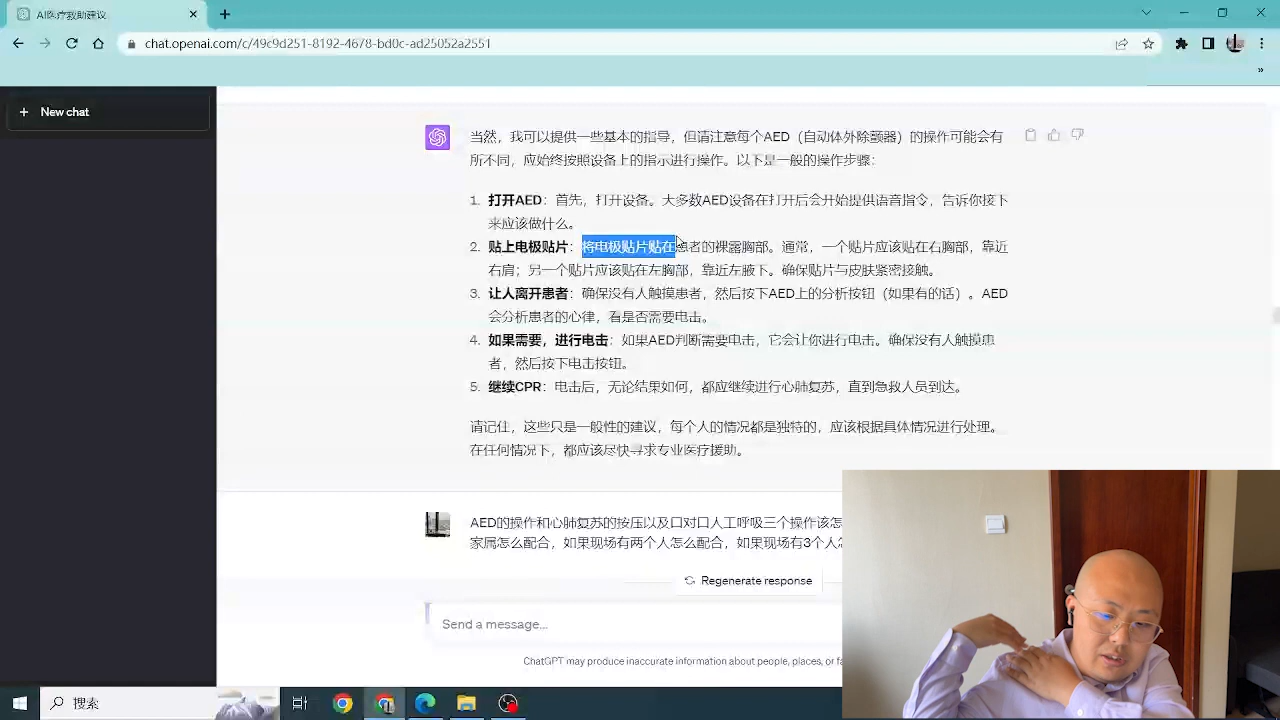 AI医疗救助建议
chat.openai.com/c/49c9d251-8192-4678-bd0c-ad25052a2551
»
+ New chat
当然，我可以提供一些基本的指导，但请注意每个AED（自动体外除颤器）的操作可能会有
所不同，应始终按照设备上的指示进行操作。以下是一般的操作步骤：
1. 打开AED：首先，打开设备。大多数AED设备在打开后会开始提供语音指令，告诉你接下
来应该做什么。
2. 贴上电极贴片：将电极贴片贴在患者的裸露胸部。通常，一个贴片应该贴在右胸部，靠近
右肩；另一个贴片应该贴在左胸部，靠近左腋下。确保贴片与皮肤紧密接触。
3. 让人离开患者：确保没有人触摸患者，然后按下AED上的分析按钮（如果有的话）。AED
会分析患者的心律，看是否需要电击。
4. 如果需要，进行电击：如果AED判断需要电击，它会让你进行电击。确保没有人触摸患
者，然后按下电击按钮。
5. 继续CPR：电击后，无论结果如何，都应继续进行心肺复苏，直到急救人员到达。
请记住，这些只是一般性的建议，每个人的情况都是独特的，应该根据具体情况进行处理。
在任何情况下，都应该尽快寻求专业医疗援助。
AED的操作和心肺复苏的按压以及口对口人工呼吸三个操作该怎
家属怎么配合，如果现场有两个人怎么配合，如果现场有3个人
Regenerate response
Send a message...
ChatGPT may produce inaccurate information about people, places, or
搜索